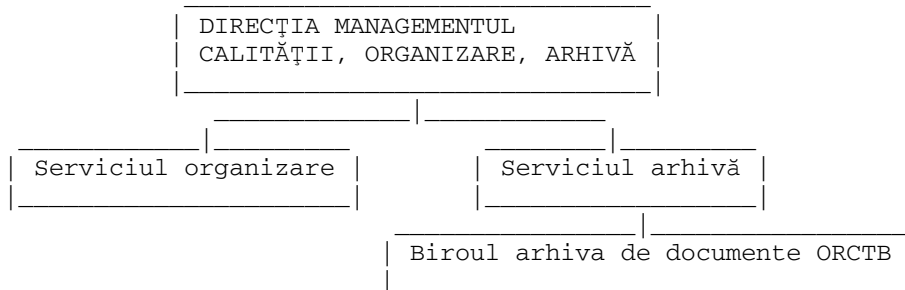 DIRECŢIA MANAGEMENTUL
CALITĂŢII, ORGANIZARE, ARHIVĂ
Serviciul organizare
Serviciul arhivă
Biroul arhiva de documente ORCTB